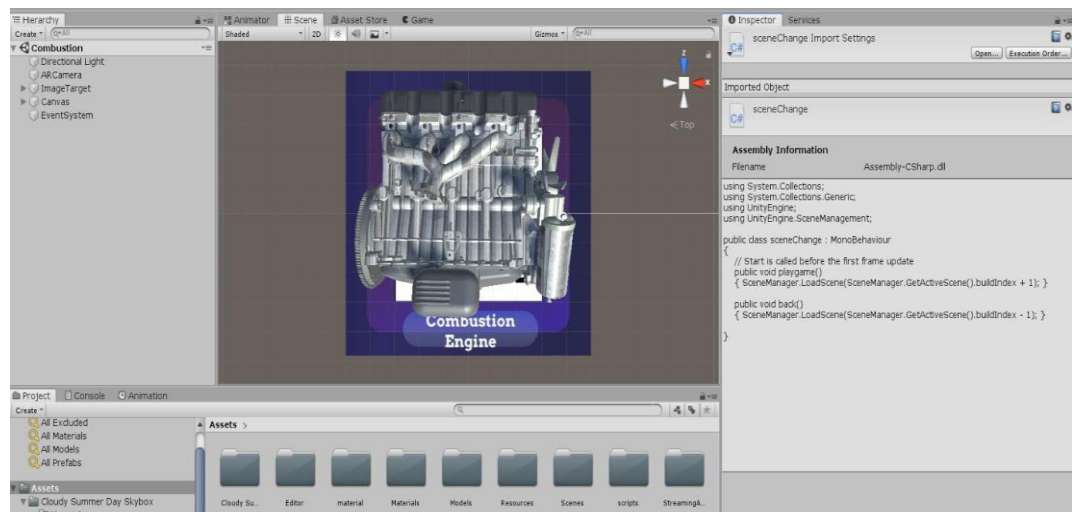 Hierarchy
Create
All
Combustion
Directional Light
ARCamera
ImageTarget
Canvas
EventSystem
Animator
Scene
Asset Store
Game
Shaded
2D
Gizmos
All
z
x
Top
Combustion
Engine
Inspector
Services
sceneChange Import Settings
C#
Open...
Execution Order...
Imported Object
sceneChange
C#
Assembly Information
Filename Assembly-CSharp.dll
using System.Collections;
using System.Collections.Generic;
using UnityEngine;
using UnityEngine.SceneManagement;
public class sceneChange : MonoBehaviour
{
// Start is called before the first frame update
public void playgame()
{ SceneManager.LoadScene(SceneManager.GetActiveScene().buildIndex + 1); }
public void back()
{ SceneManager.LoadScene(SceneManager.GetActiveScene().buildIndex - 1); }
}
Project
Console
Animation
Create
All Excluded
All Materials
All Models
All Prefabs
Assets
Cloudy Summer Day Skybox
Assets >
Cloudy Su...
Editor
material
Materials
Models
Resources
Scenes
scripts
StreamingA...